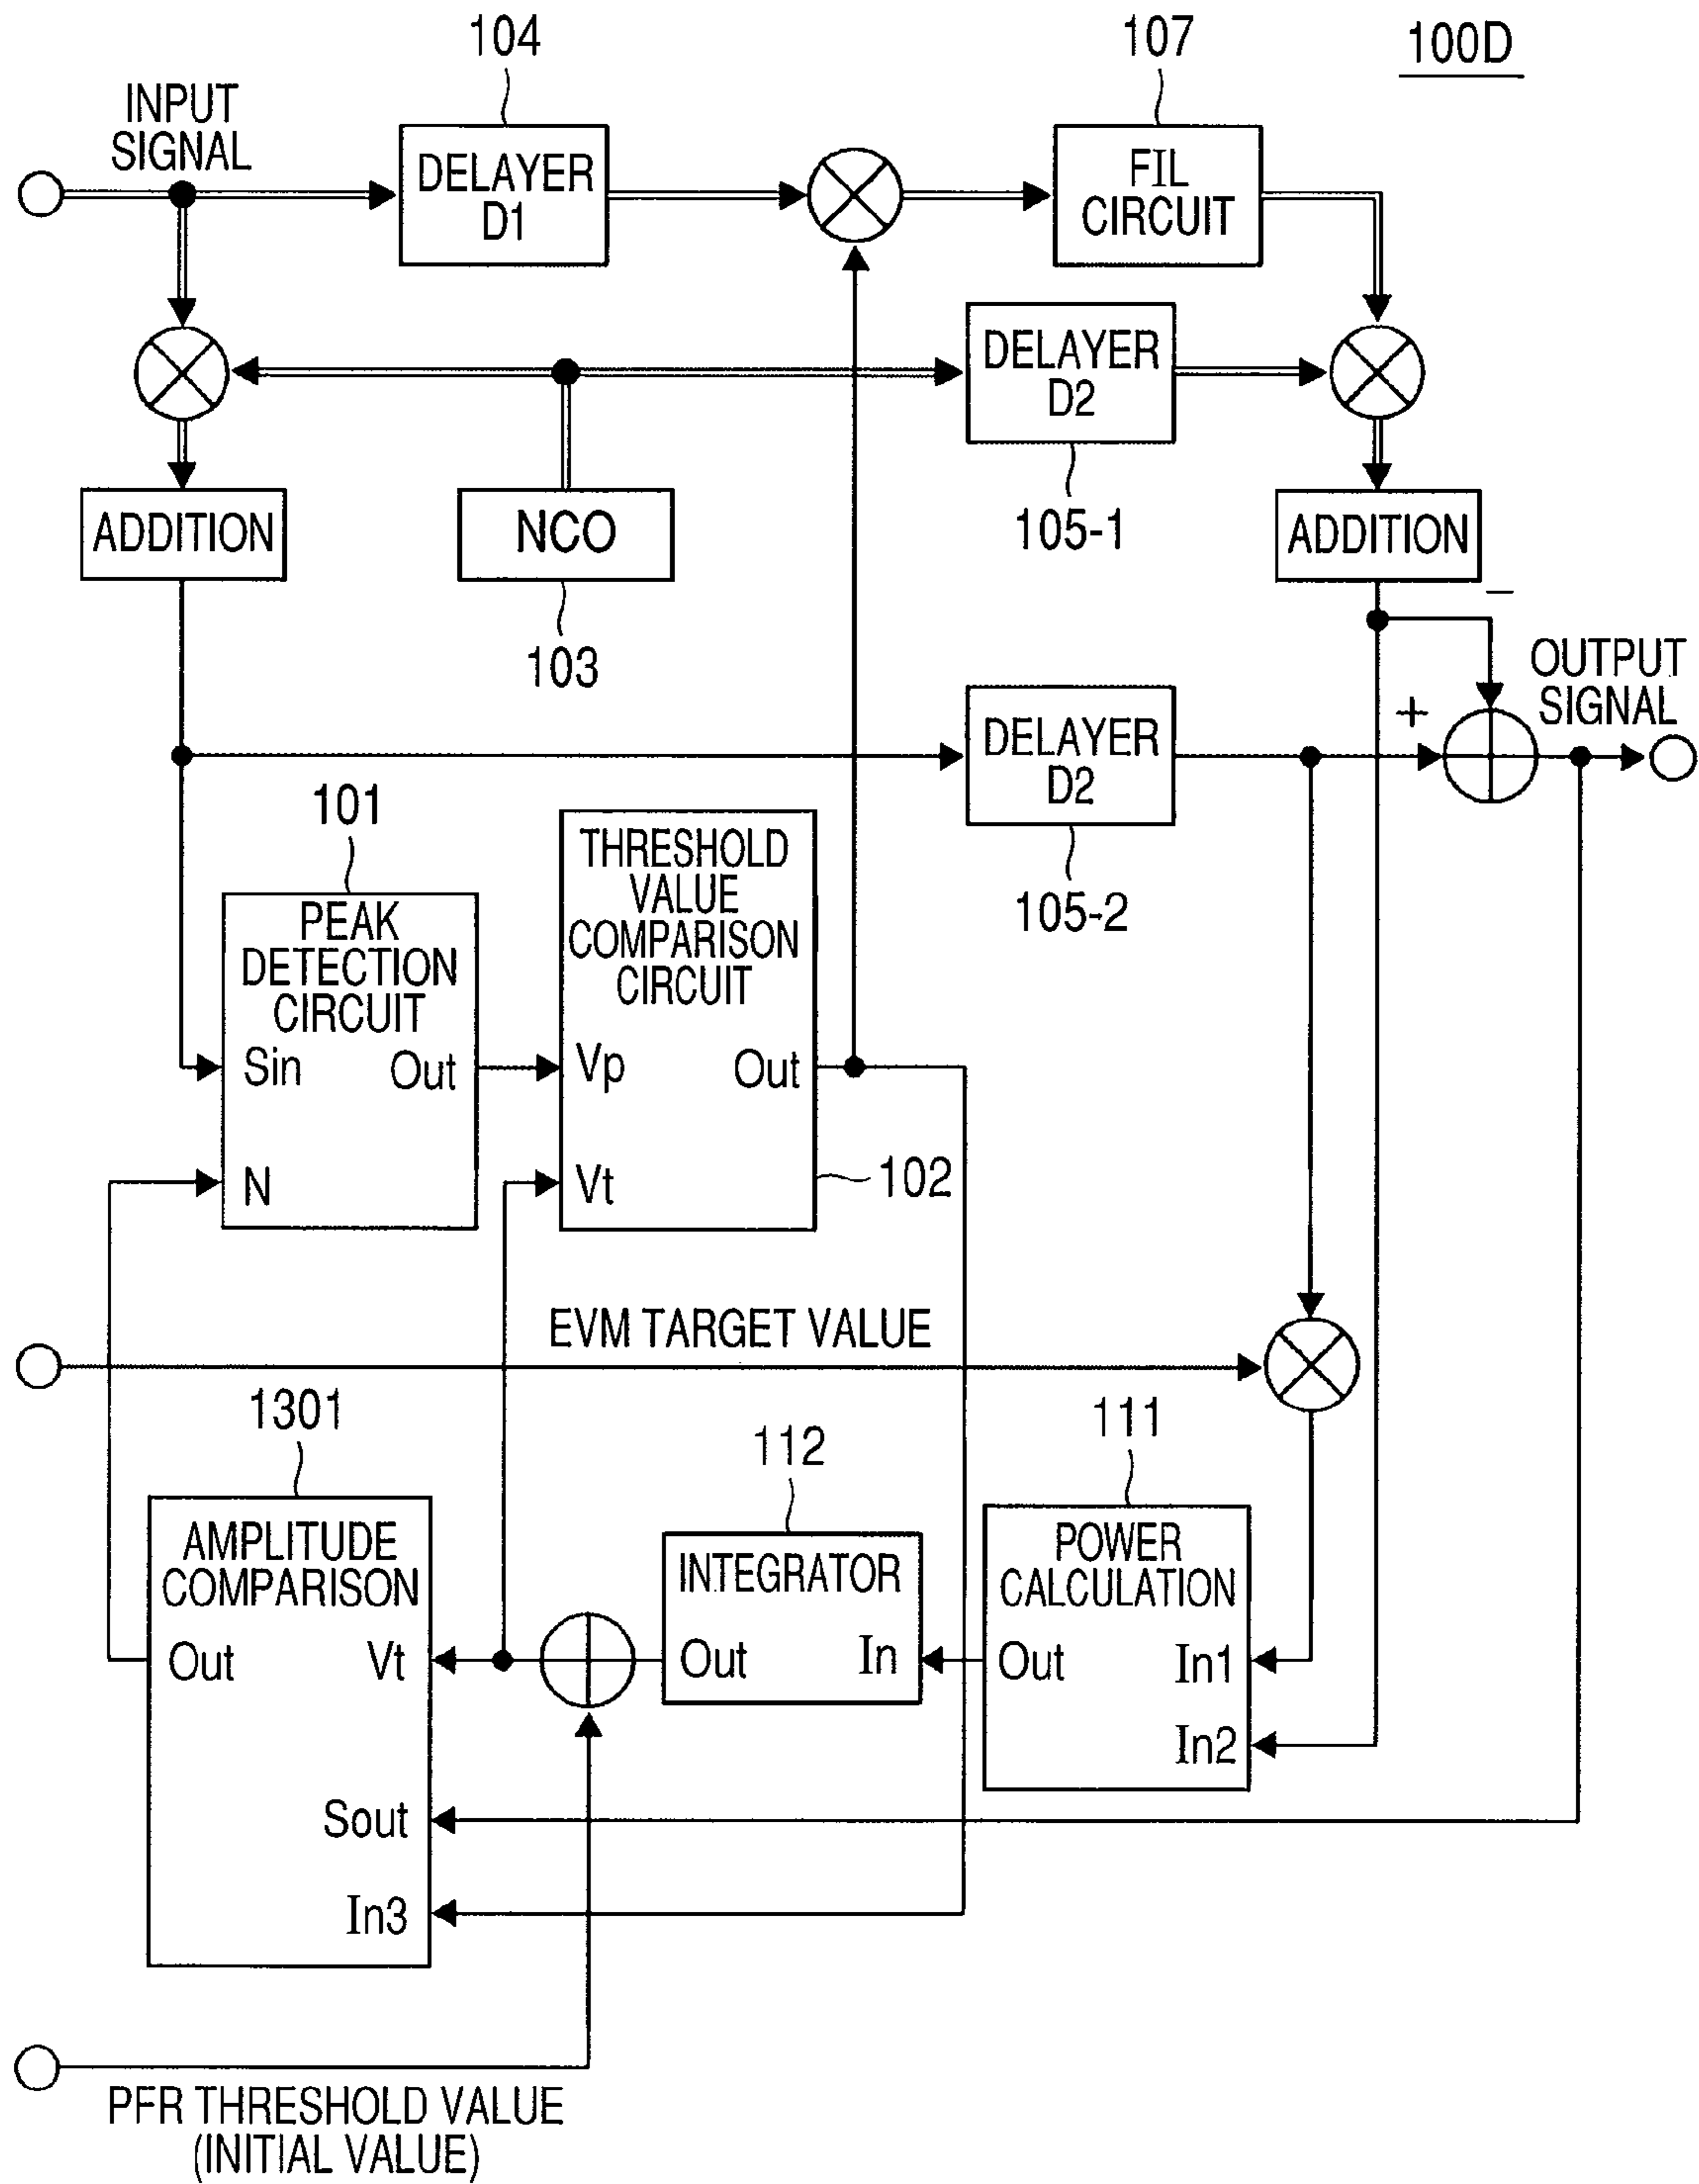 104
107
100D
INPUT
SIGNAL
DELAYER
D1
FIL
CIRCUIT
DELAYER
D2
105-1
ADDITION
NCO
103
ADDITION
−
OUTPUT
SIGNAL
+
DELAYER
D2
105-2
101
PEAK
DETECTION
CIRCUIT
Sin
Out
N
THRESHOLD
VALUE
COMPARISON
CIRCUIT
Vp
Out
Vt
102
EVM TARGET VALUE
1301
112
111
AMPLITUDE
COMPARISON
Out
Vt
Sout
In3
INTEGRATOR
Out
In
POWER
CALCULATION
Out
In1
In2
PFR THRESHOLD VALUE
(INITIAL VALUE)